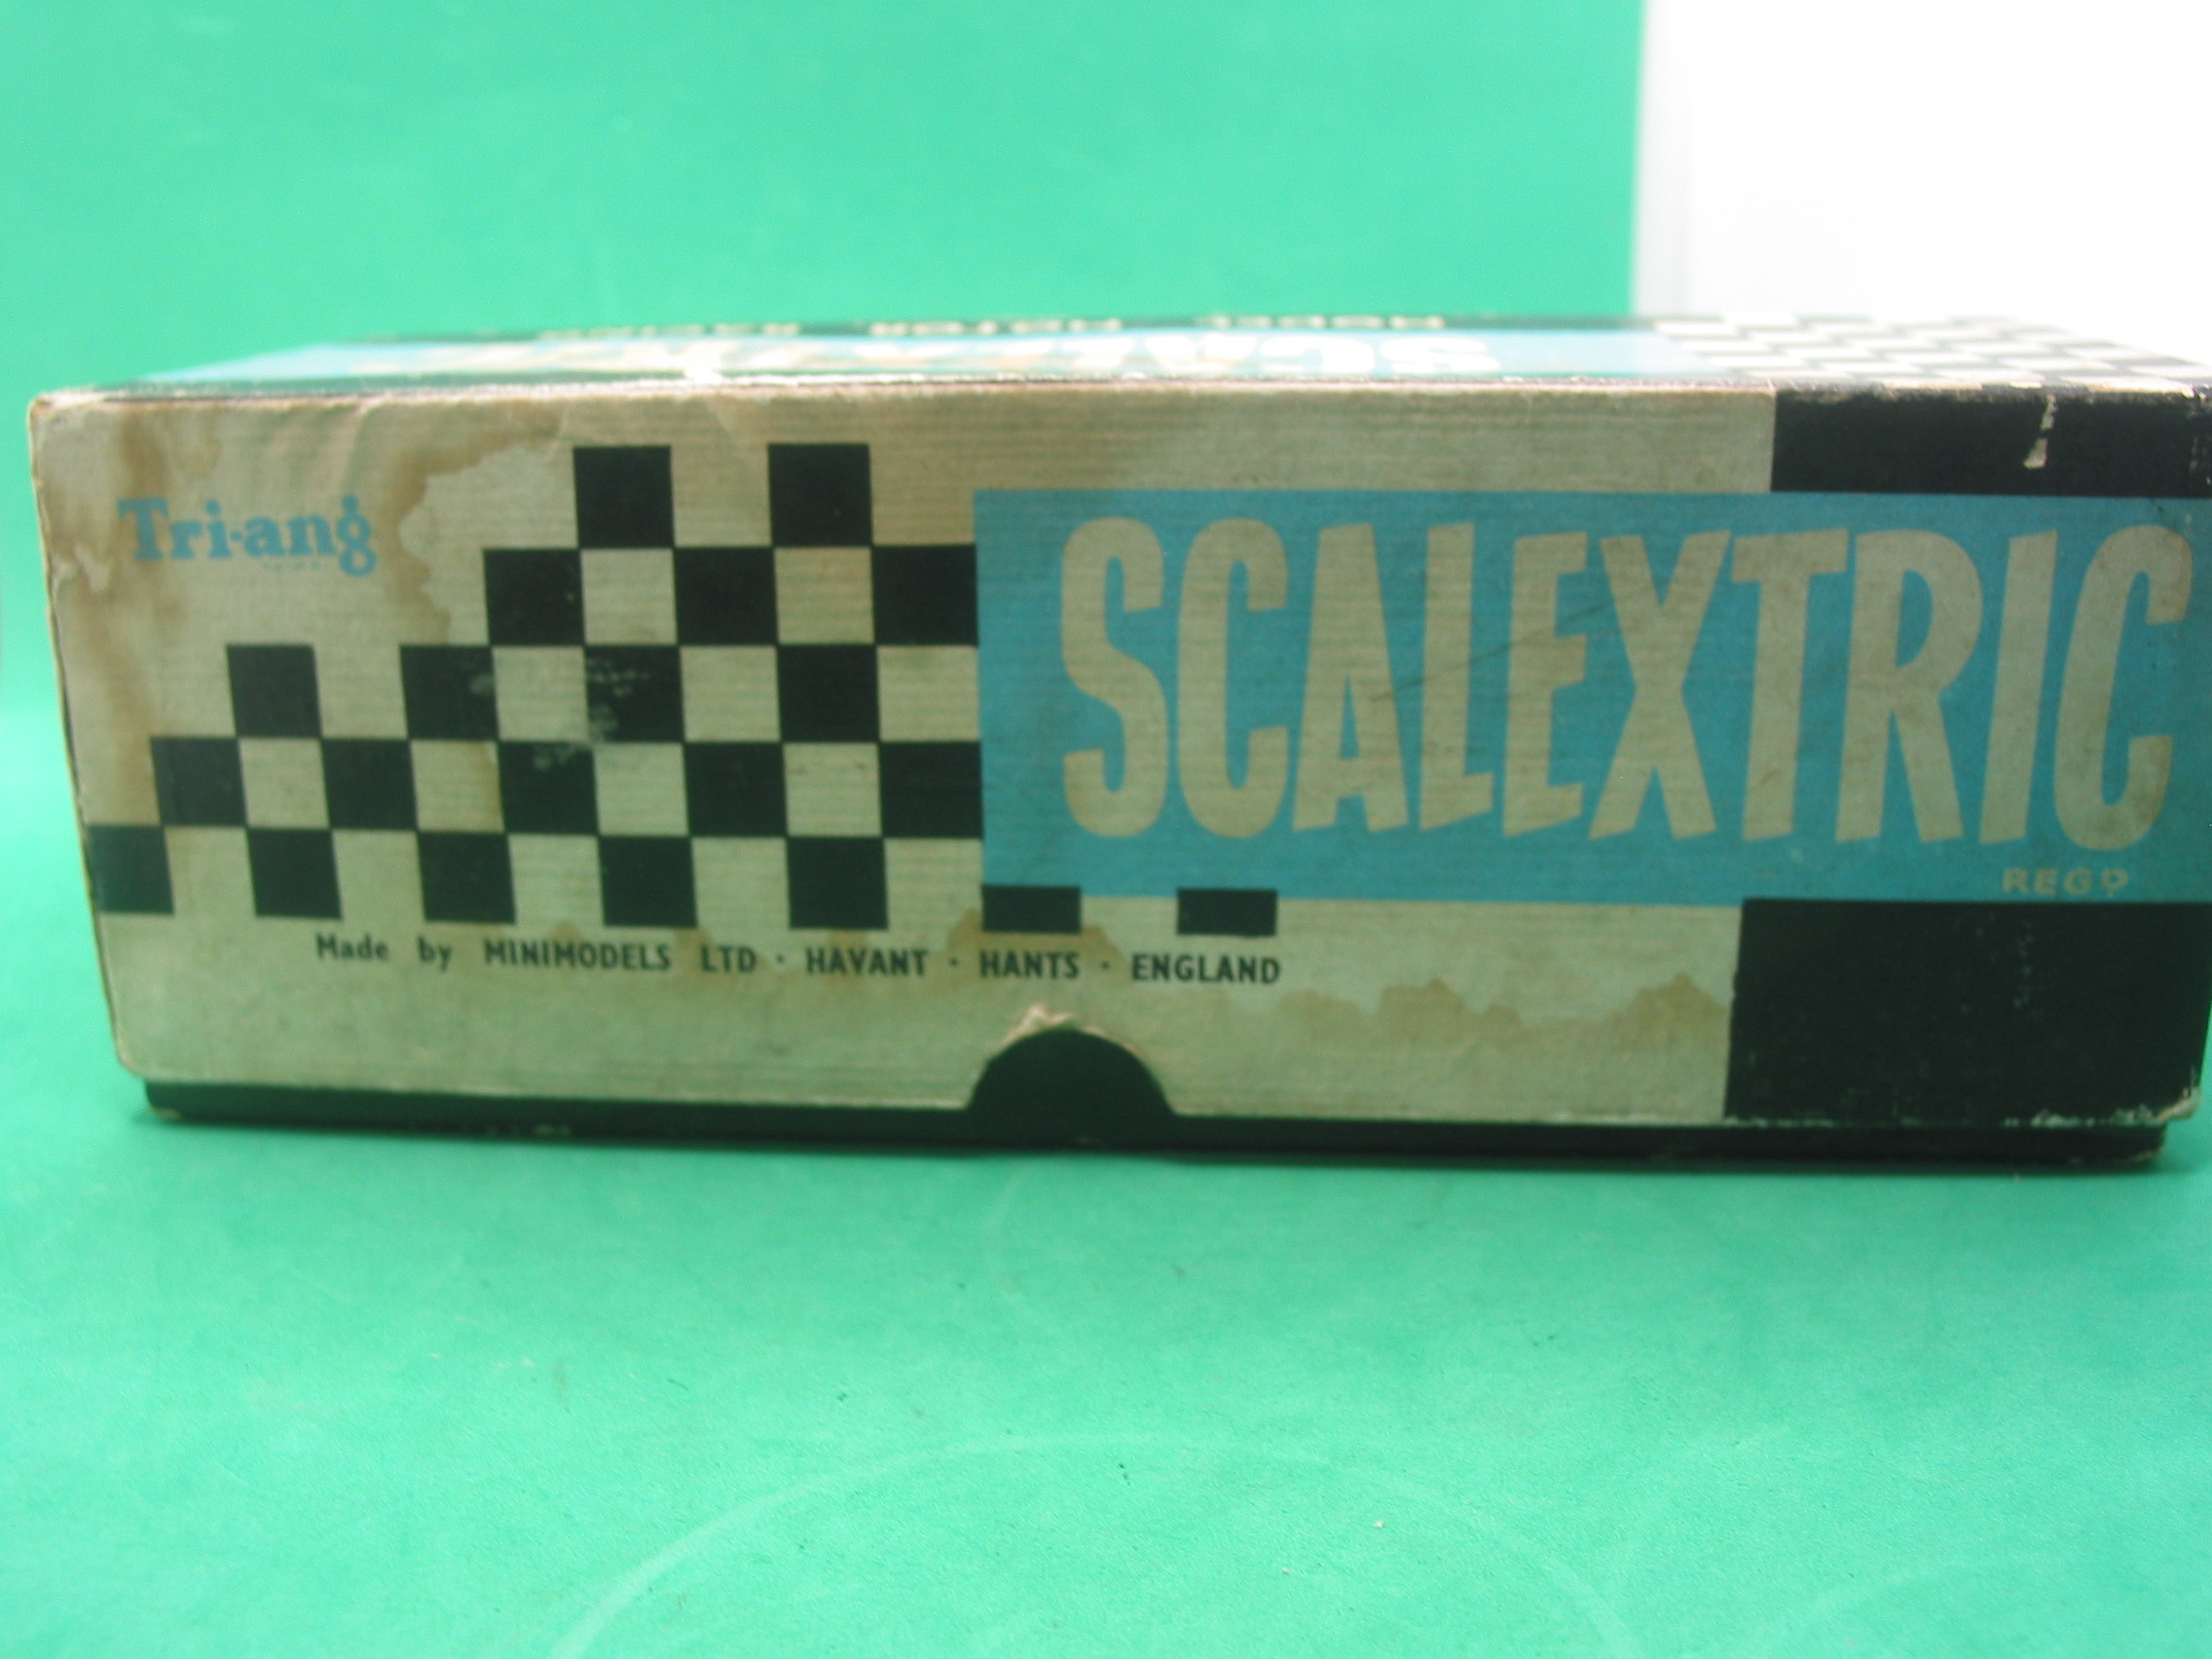 Tri-ang
SCALEXTRIC
REGD
Made by MINIMODELS LTD · HAVANT · HANTS · ENGLAND